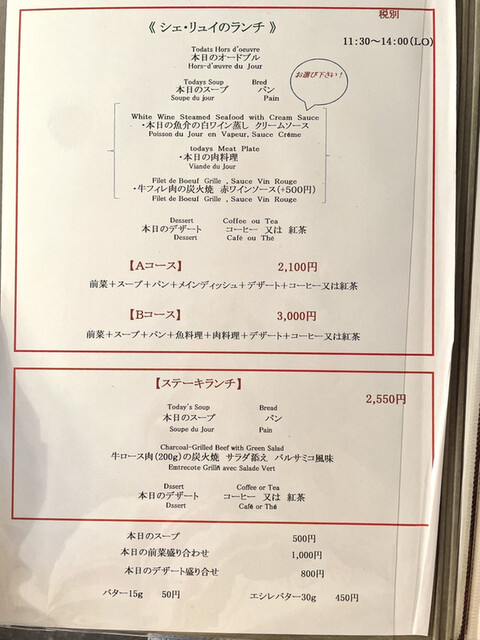 税別
《 シェ・リュイのランチ 》
11:30～14:00(LO)
Todats Hors d'oeuvre
本日のオードブル
Hors-d'œuvre du Jour
お選び下さい!
Todays Soup Bred
本日のスープ パン
Soupe du jour Pain
White Wine Steamed Seafood with Cream Sauce
・本日の魚介の白ワイン蒸し クリームソース
Poisson du Jour en Vapeur, Sauce Crème
todays Meat Plate
・本日の肉料理
Viande du Jour
Filet de Boeuf Grille , Sauce Vin Rouge
・牛フィレ肉の炭火焼 赤ワインソース(+500円)
Filet de Boeuf Grille , Sauce Vin Rouge
Dessert Coffee ou Tea
本日のデザート コーヒー 又は 紅茶
Dessert Café ou Thé
【Aコース】 2,100円
前菜＋スープ＋パン＋メインディッシュ＋デザート＋コーヒー又は紅茶
【Bコース】 3,000円
前菜＋スープ＋パン＋魚料理＋肉料理＋デザート＋コーヒー又は紅茶
【ステーキランチ】 2,550円
Today's Soup Bread
本日のスープ パン
Soupe du Jour Pain
Charcoal-Grilled Beef with Green Salad
牛ロース肉(200g)の炭火焼 サラダ添え バルサミコ風味
Emtrecote Grillé avec Salade Vert
Dssert Coffee or Tea
本日のデザート コーヒー 又は 紅茶
Dssert Café or Thé
本日のスープ 500円
本日の前菜盛り合わせ 1,000円
本日のデザート盛り合せ 800円
バター15g 50円 エシレバター30g 450円